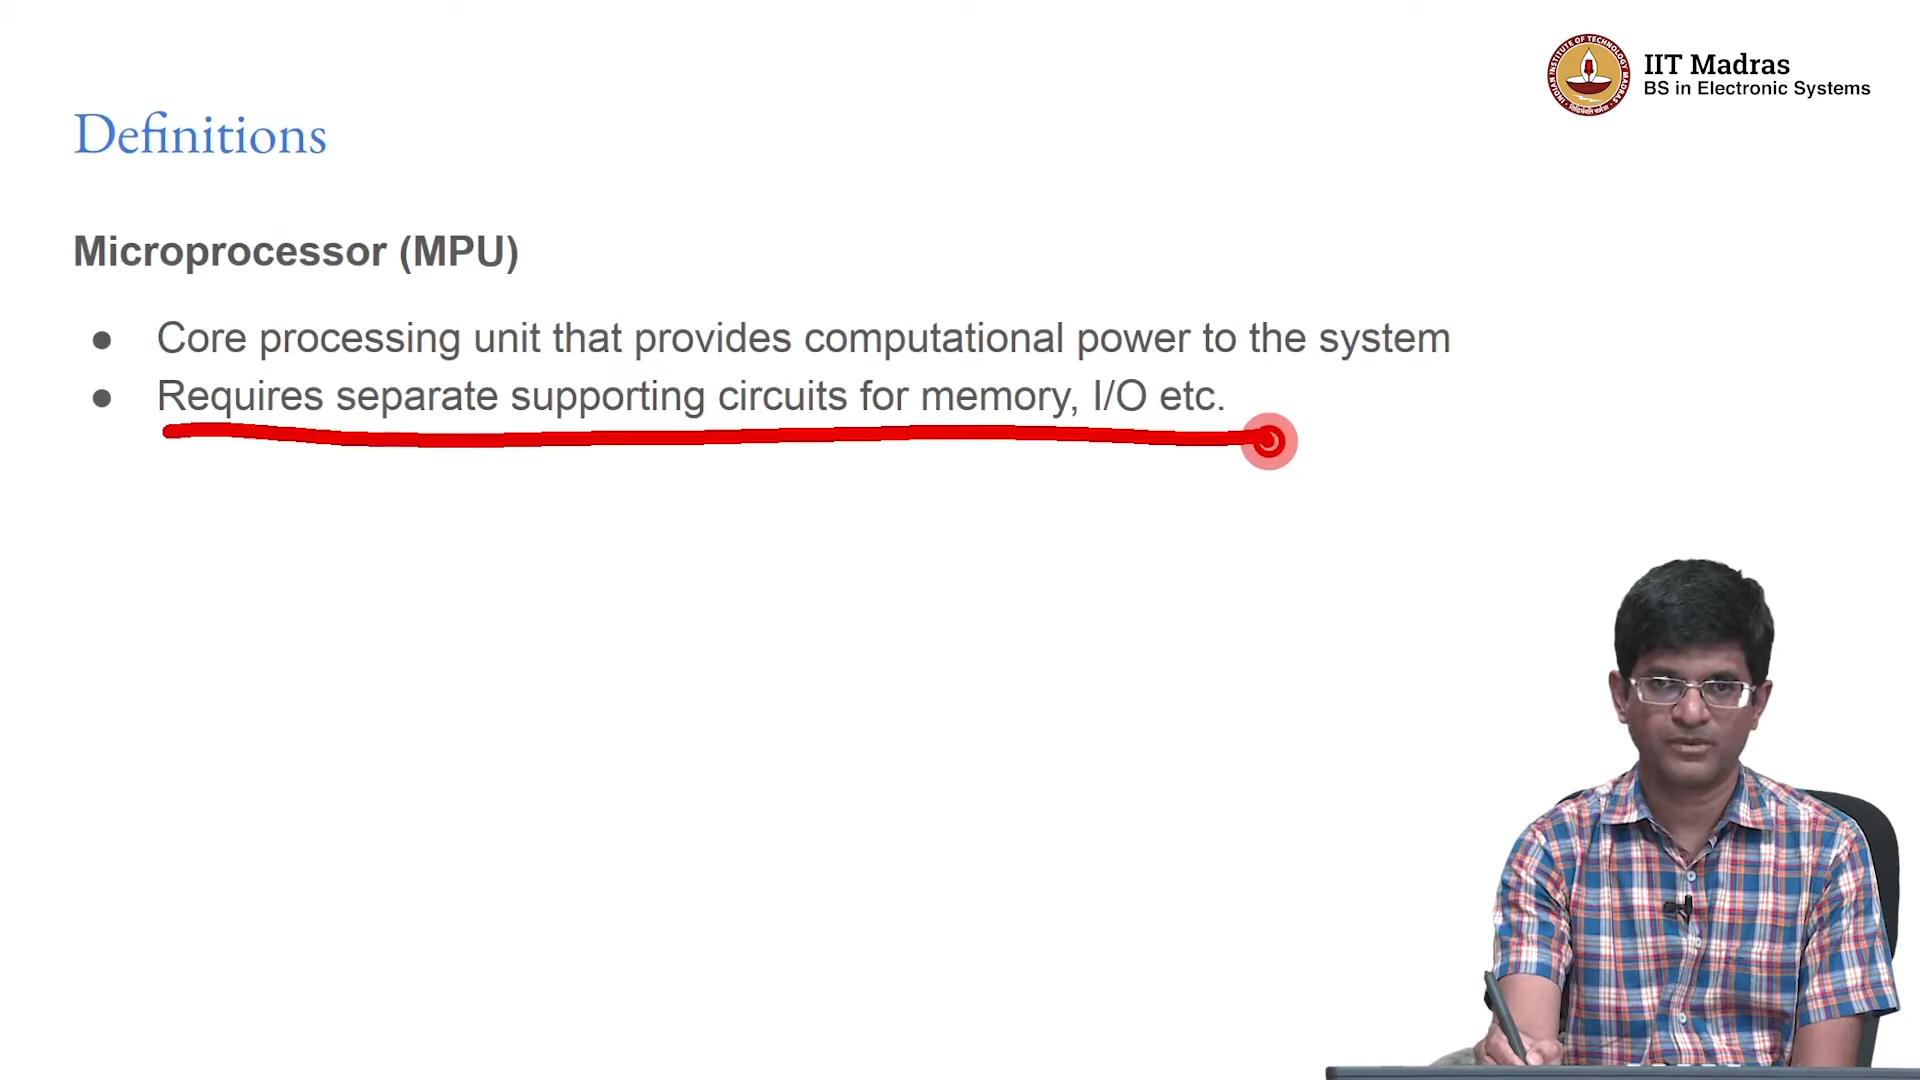 IIT Madras
BS in Electronic Systems
Definitions
Microprocessor (MPU)
● Core processing unit that provides computational power to the system
● Requires separate supporting circuits for memory, I/O etc.